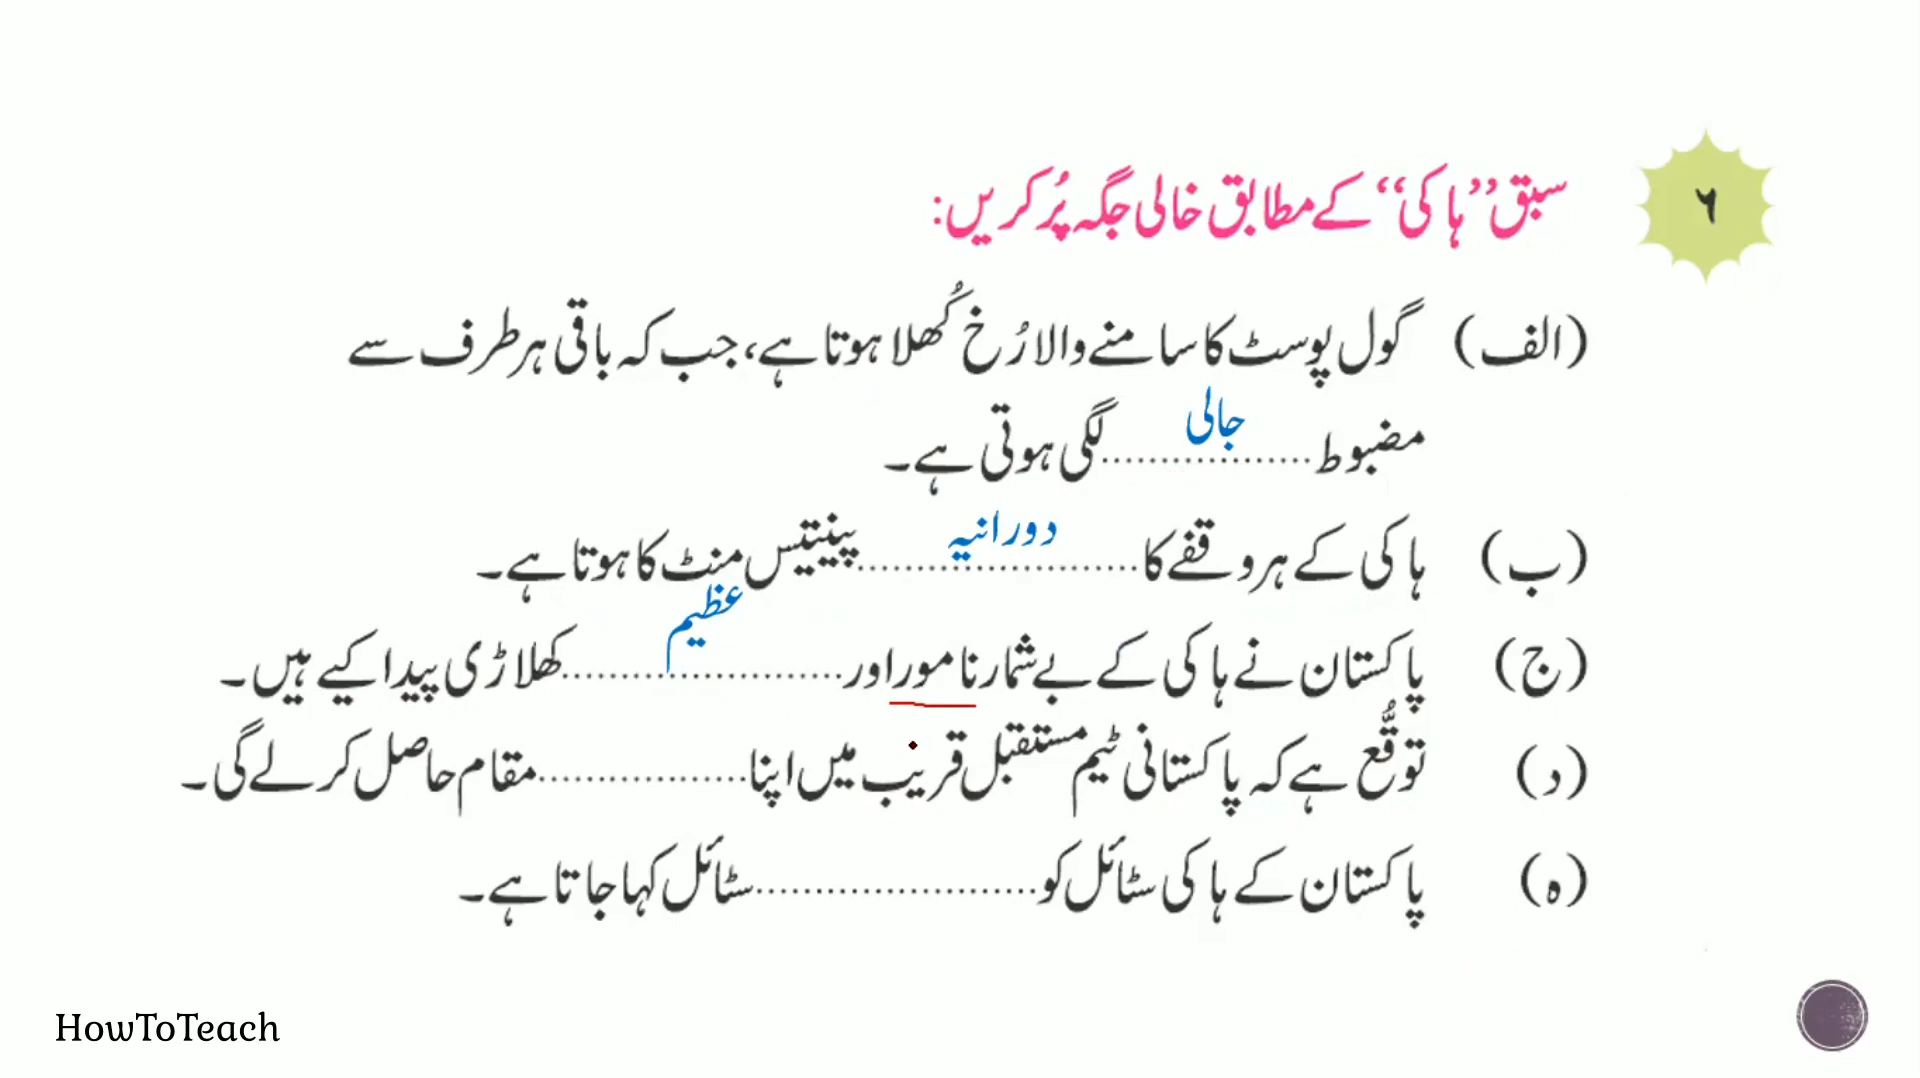 ۶
سبق ’’ہاکی‘‘ کے مطابق خالی جگہ پُر کریں:
(الف) گول پوسٹ کا سامنے والا رُخ کُھلا ہوتا ہے، جب کہ باقی ہر طرف سے
مضبوط ........جالی........ لگی ہوتی ہے۔
(ب) ہاکی کے ہر وقفے کا ........دورانیہ........ پینتیس منٹ کا ہوتا ہے۔
(ج) پاکستان نے ہاکی کے بے شمار نامور اور ........عظیم........ کھلاڑی پیدا کیے ہیں۔
(د) توقُّع ہے کہ پاکستانی ٹیم مستقبل قریب میں اپنا .................. مقام حاصل کر لے گی۔
(ہ) پاکستان کے ہاکی سٹائل کو ........................ سٹائل کہا جاتا ہے۔
HowToTeach